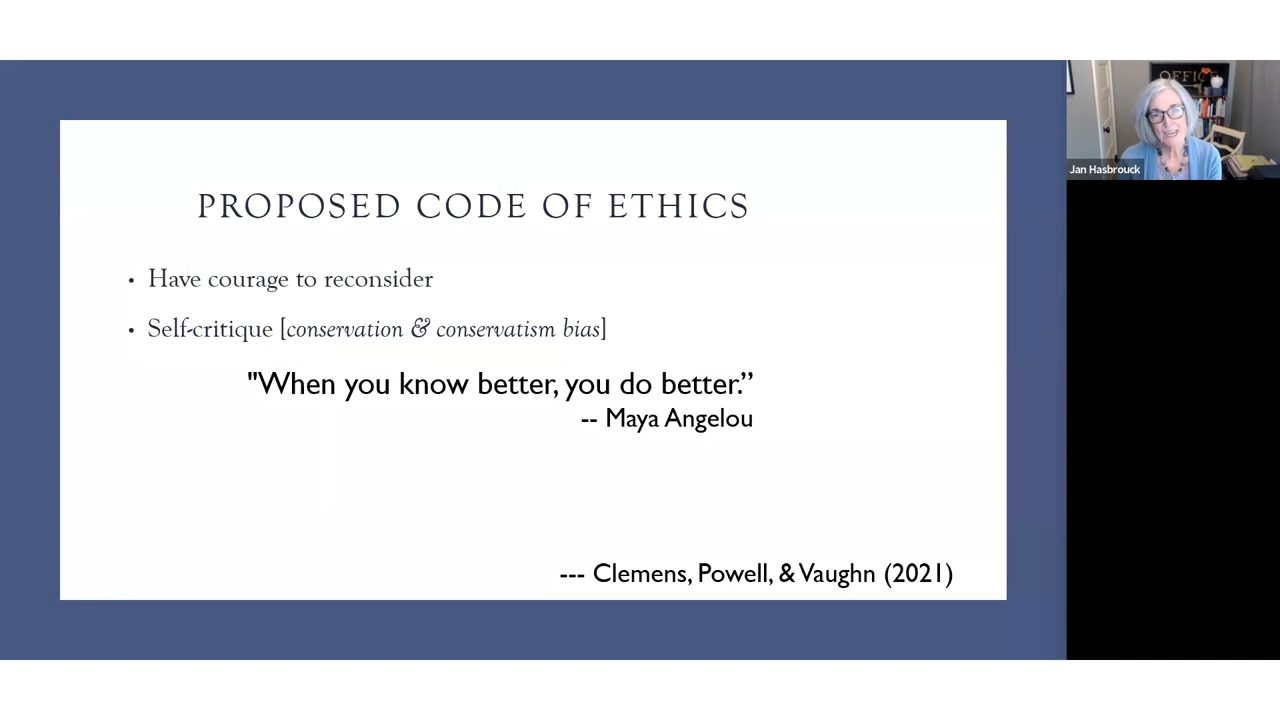 OFFICE
Jan Hasbrouck
PROPOSED CODE OF ETHICS
• Have courage to reconsider
• Self-critique [conservation & conservatism bias]
"When you know better, you do better.”
-- Maya Angelou
--- Clemens, Powell, & Vaughn (2021)